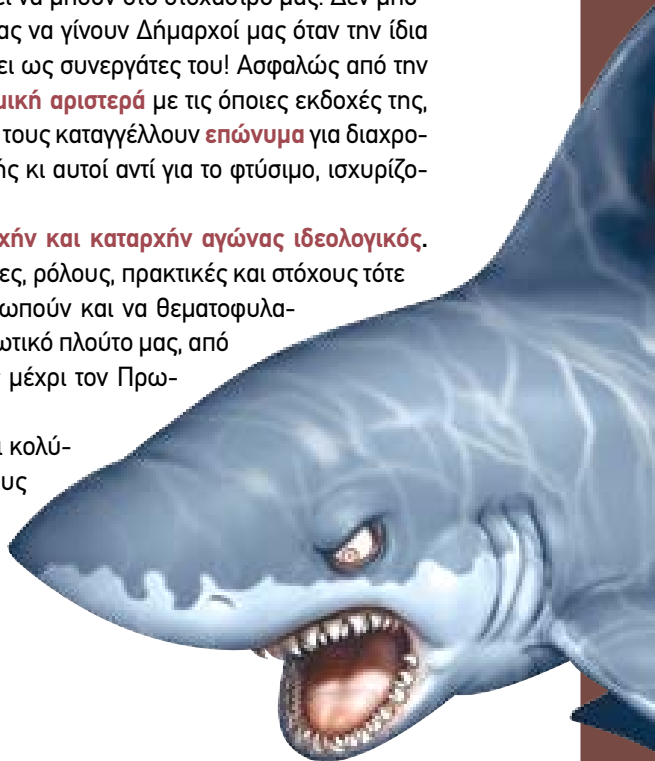 να μπουν στο στόχαστρό μας. Δεν μπο-
ας να γίνουν Δήμαρχοί μας όταν την ίδια
ει ως συνεργάτες του! Ασφαλώς από την
μική αριστερά με τις όποιες εκδοχές της,
τους καταγγέλλουν επώνυμα για διαχρο-
ής κι αυτοί αντί για το φτύσιμο, ισχυρίζο-
χήν και καταρχήν αγώνας ιδεολογικός.
ες, ρόλους, πρακτικές και στόχους τότε
ωπούν και να θεματοφυλα-
ωτικό πλούτο μας, από
μέχρι τον Πρω-
ι κολύ-
υς